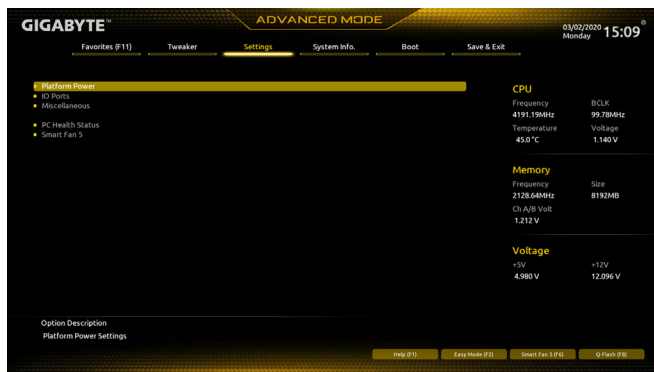 GIGABYTE™
ADVANCED MODE
03/02/2020 Monday 15:09
Favorites (F11) Tweaker Settings System Info. Boot Save & Exit
Platform Power
IO Ports
Miscellaneous
PC Health Status
Smart Fan 5
CPU
Frequency BCLK
4191.19MHz 99.78MHz
Temperature Voltage
45.0 °C 1.140 V
Memory
Frequency Size
2128.64MHz 8192MB
Ch A/B Volt
1.212 V
Voltage
+5V +12V
4.980 V 12.096 V
Option Description
Platform Power Settings
Help (F1) Easy Mode (F2) Smart Fan 5 (F6) Q-Flash (F8)